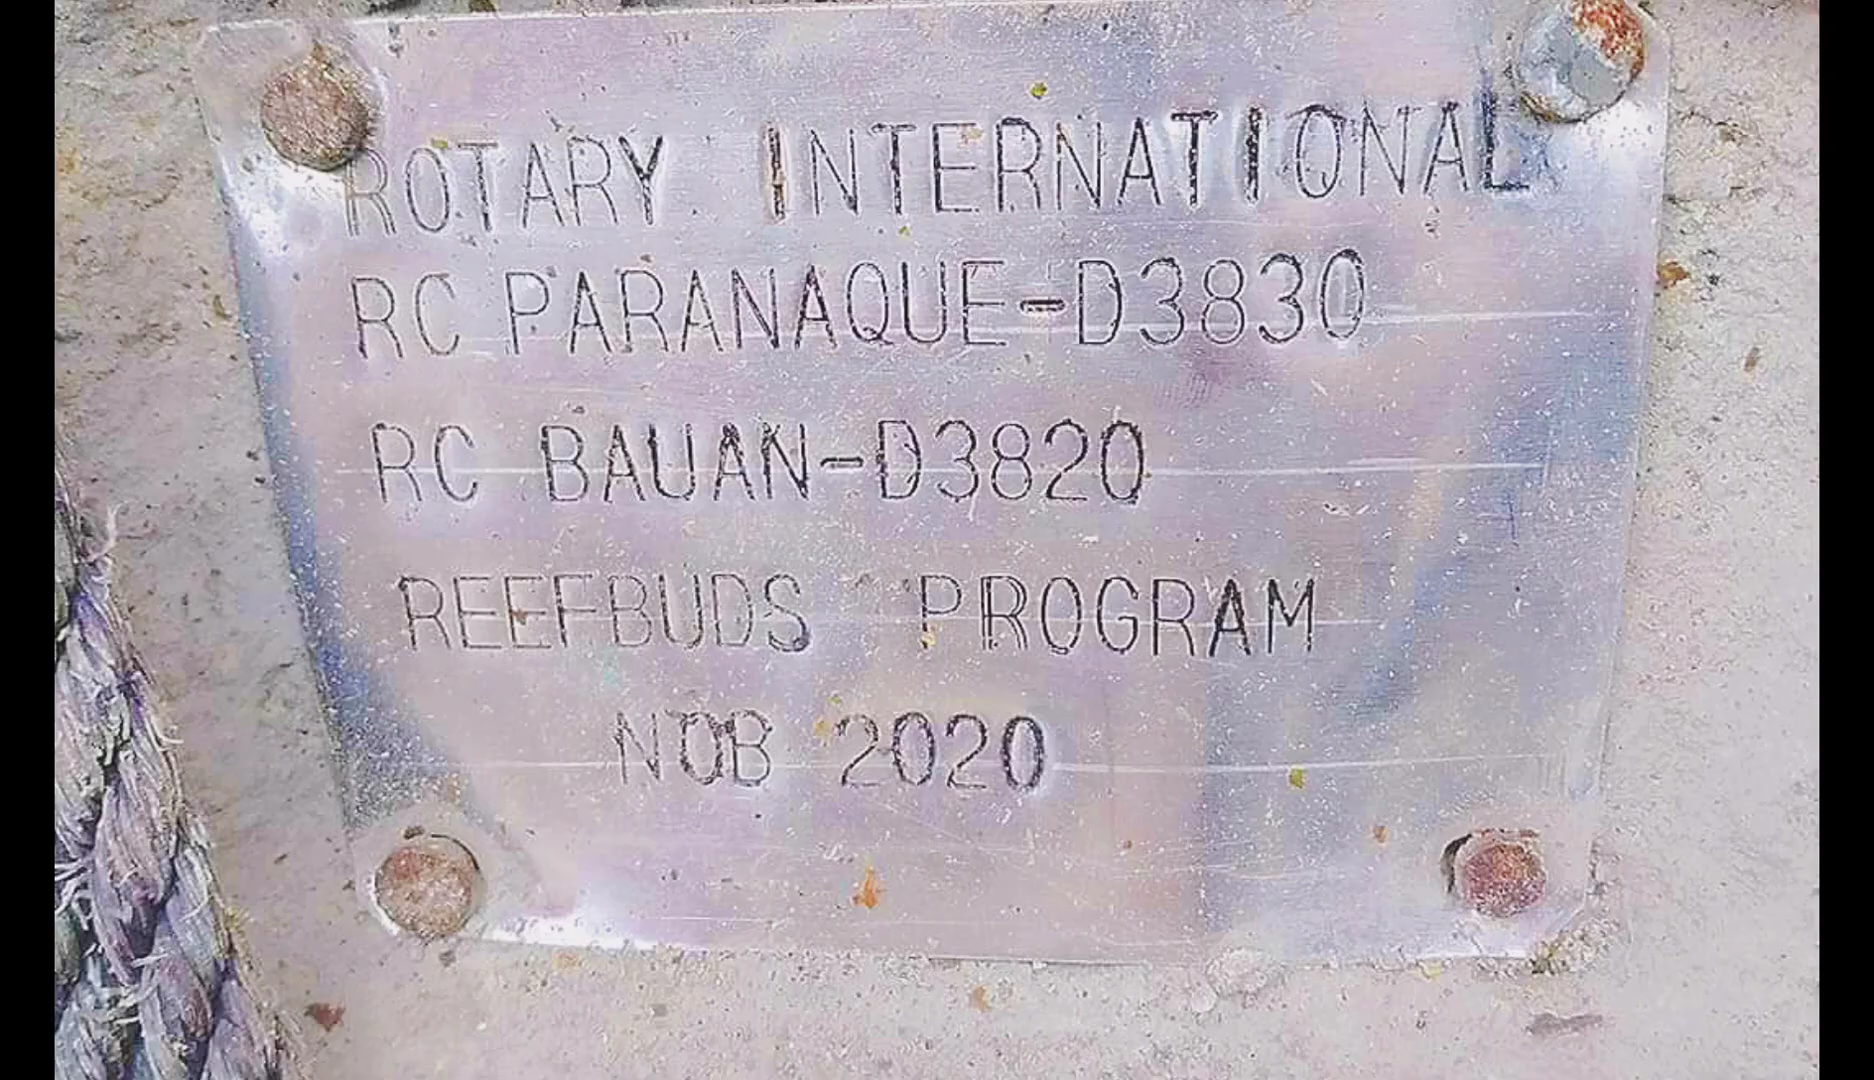 ROTARY INTERNATIONAL
RC PARANAQUE-D3830
RC BAUAN-D3820
REEFBUDS PROGRAM
NOB 2020